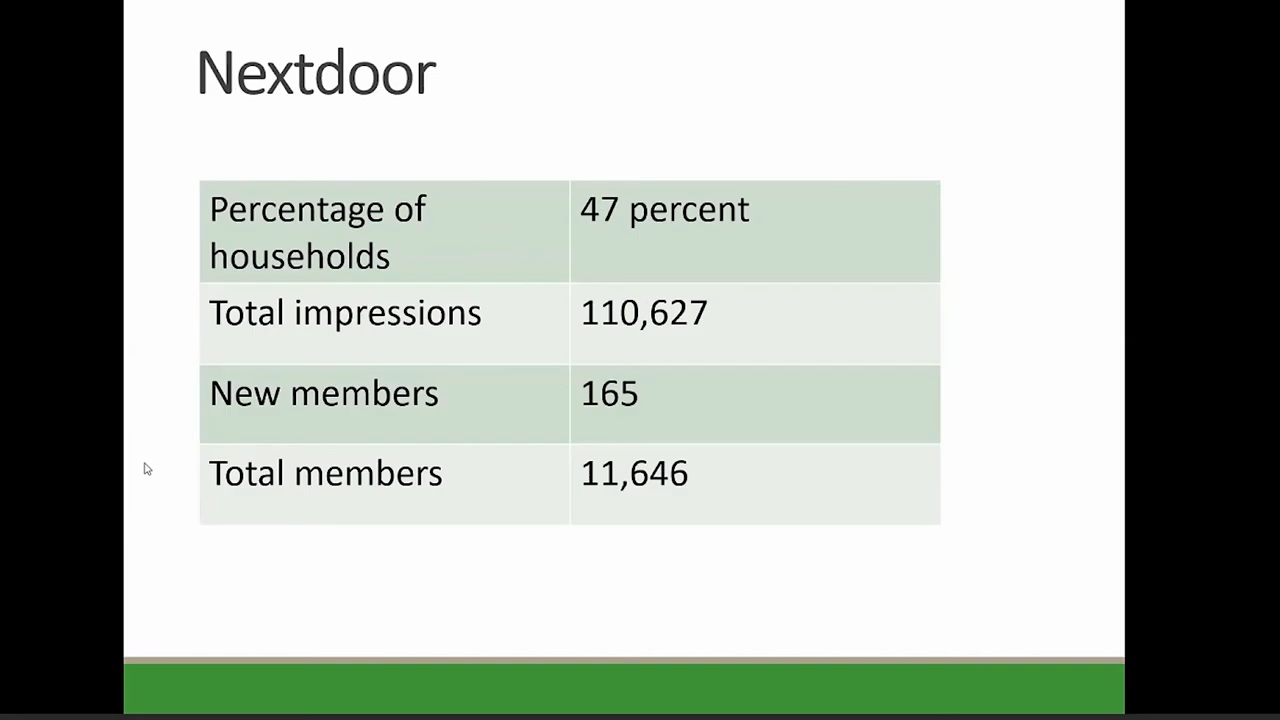 Nextdoor
Percentage of
households
47 percent
Total impressions
110,627
New members
165
Total members
11,646